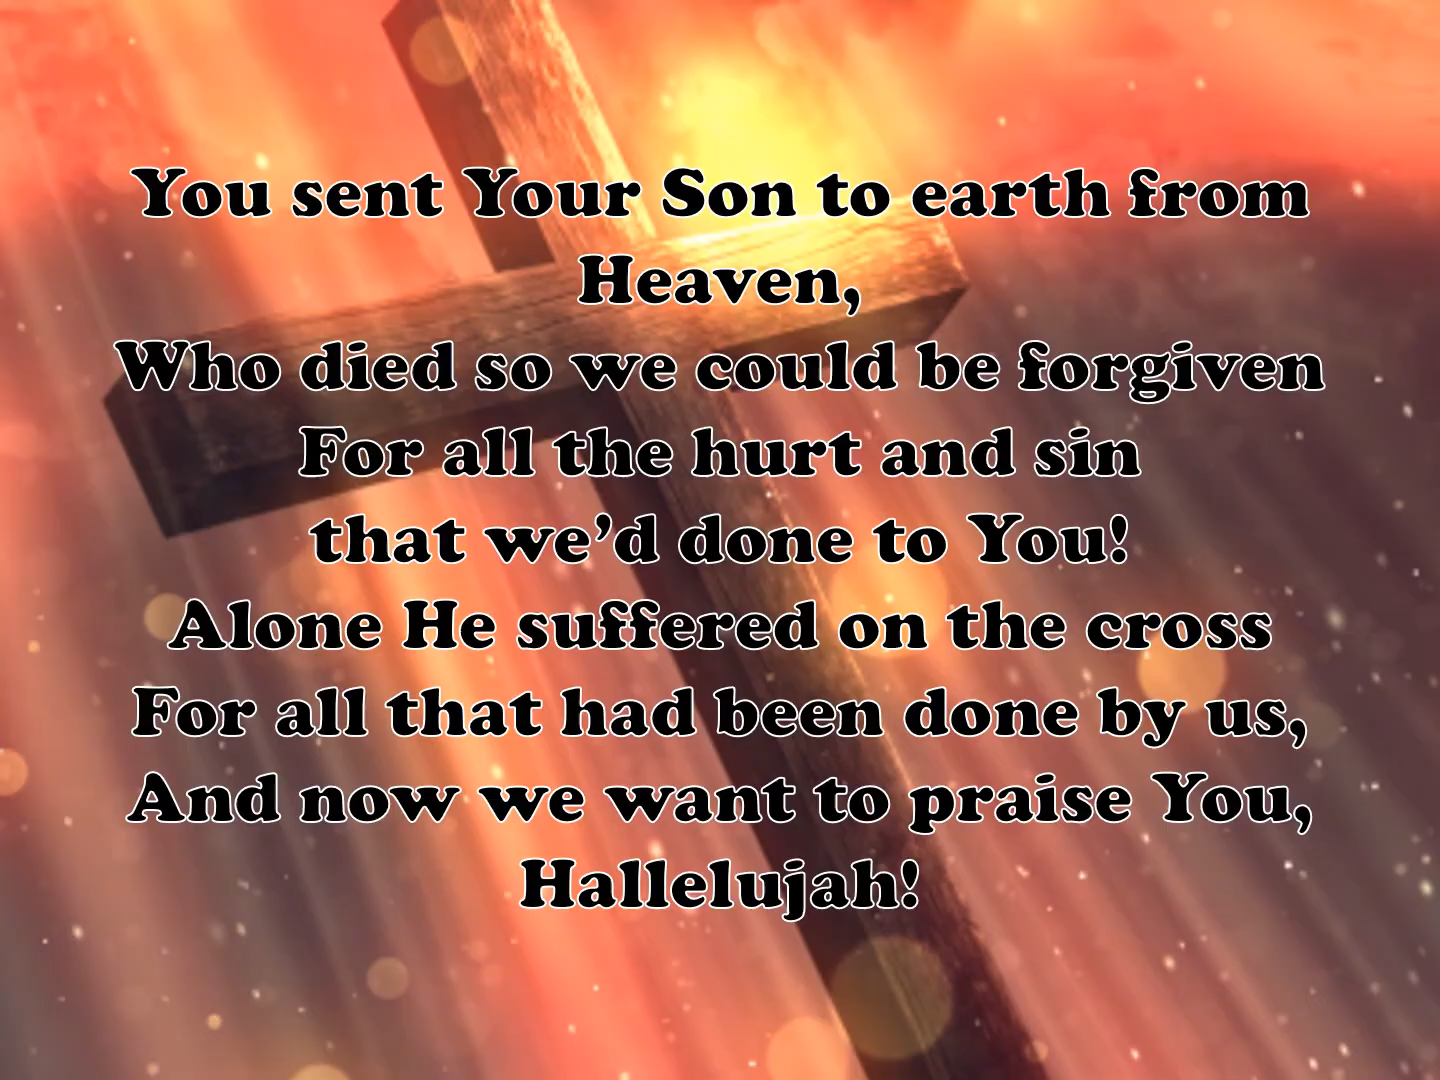 You sent Your Son to earth from
Heaven,
Who died so we could be forgiven
For all the hurt and sin
that we’d done to You!
Alone He suffered on the cross
For all that had been done by us,
And now we want to praise You,
Hallelujah!